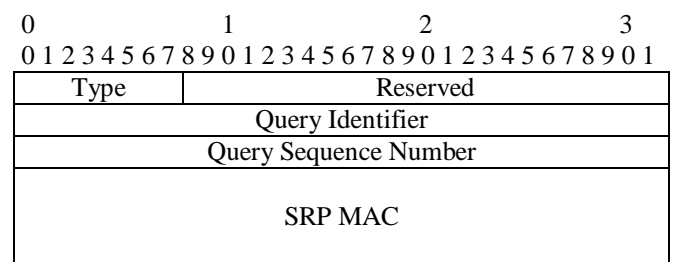 0 1 2 3
0 1 2 3 4 5 6 7 8 9 0 1 2 3 4 5 6 7 8 9 0 1 2 3 4 5 6 7 8 9 0 1
Type Reserved
Query Identifier
Query Sequence Number
SRP MAC